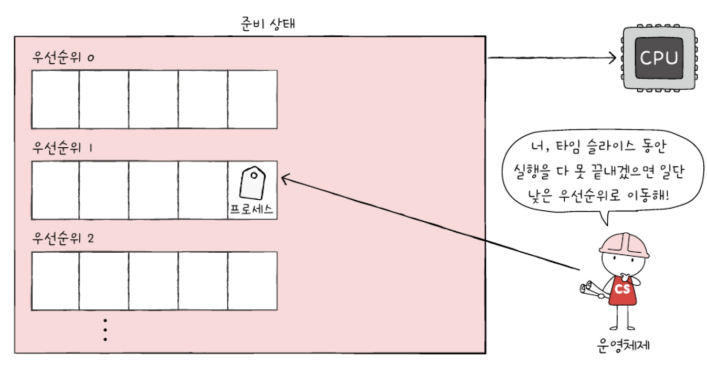 준비 상태
우선순위 0
CPU
우선순위 1
너, 타임 슬라이스 동안
실행을 다 못 끝내겠으면 일단
낮은 우선순위로 이동해!
프로세스
우선순위 2
CS
운영체제